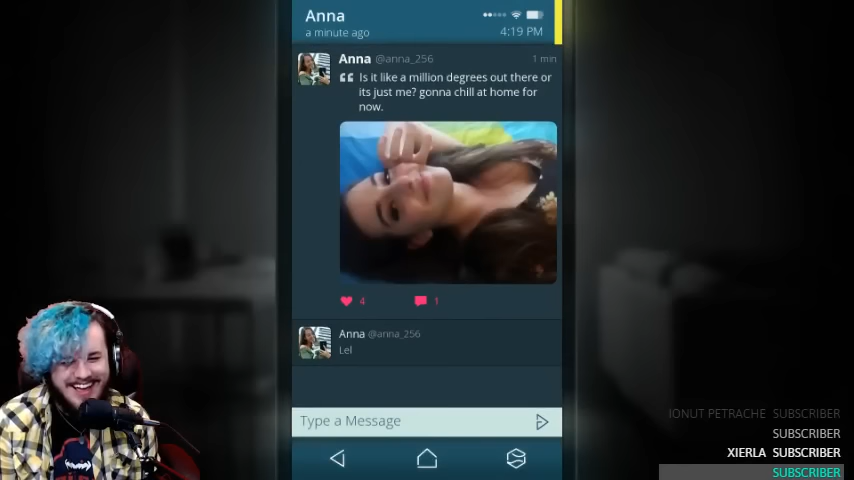 Anna
a minute ago
4:19 PM
Anna @anna_256
1 min
Is it like a million degrees out there or
its just me? gonna chill at home for
now.
4
1
Anna @anna_256
Lel
Type a Message
IONUT PETRACHE SUBSCRIBER
SUBSCRIBER
XIERLA SUBSCRIBER
SUBSCRIBER